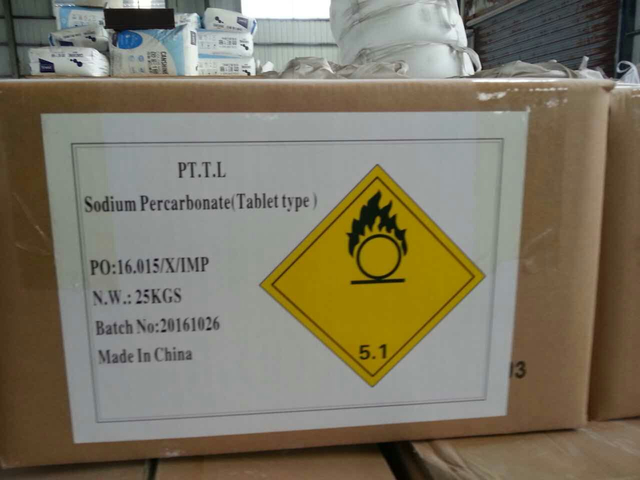 PT.T.L
Sodium Percarbonate(Tablet type )
PO:16.015/X/IMP
N.W.: 25KGS
Batch No:20161026
Made In China
5.1